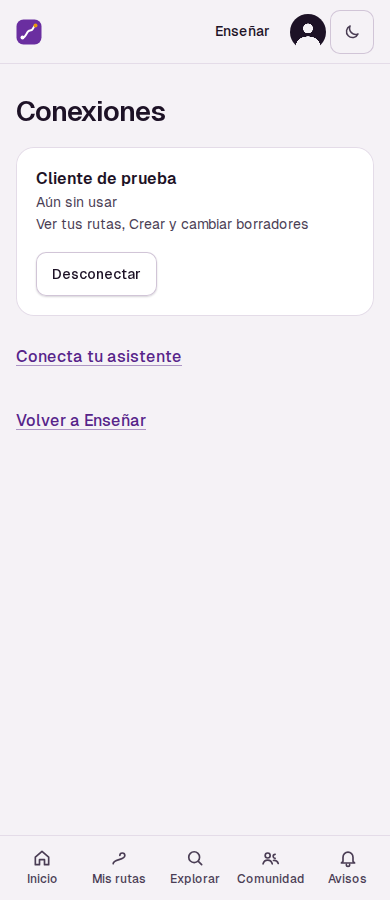 Enseñar
Conexiones
Cliente de prueba
Aún sin usar
Ver tus rutas, Crear y cambiar borradores
Desconectar
Conecta tu asistente
Volver a Enseñar
Inicio
Mis rutas
Explorar
Comunidad
Avisos